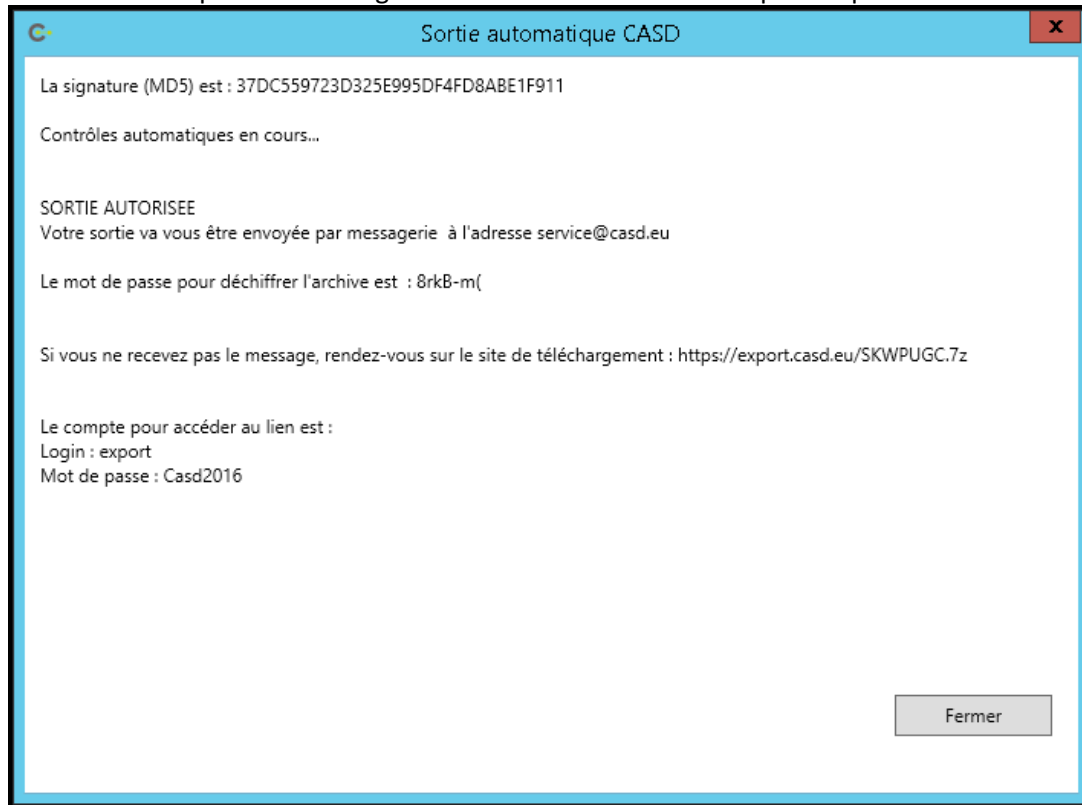 Sortie automatique CASD
x
La signature (MD5) est : 37DC559723D325E995DF4FD8ABE1F911
Contrôles automatiques en cours...
SORTIE AUTORISEE
Votre sortie va vous être envoyée par messagerie à l'adresse service@casd.eu
Le mot de passe pour déchiffrer l'archive est : 8rkB-m(
Si vous ne recevez pas le message, rendez-vous sur le site de téléchargement : https://export.casd.eu/SKWPUGC.7z
Le compte pour accéder au lien est :
Login : export
Mot de passe : Casd2016
Fermer